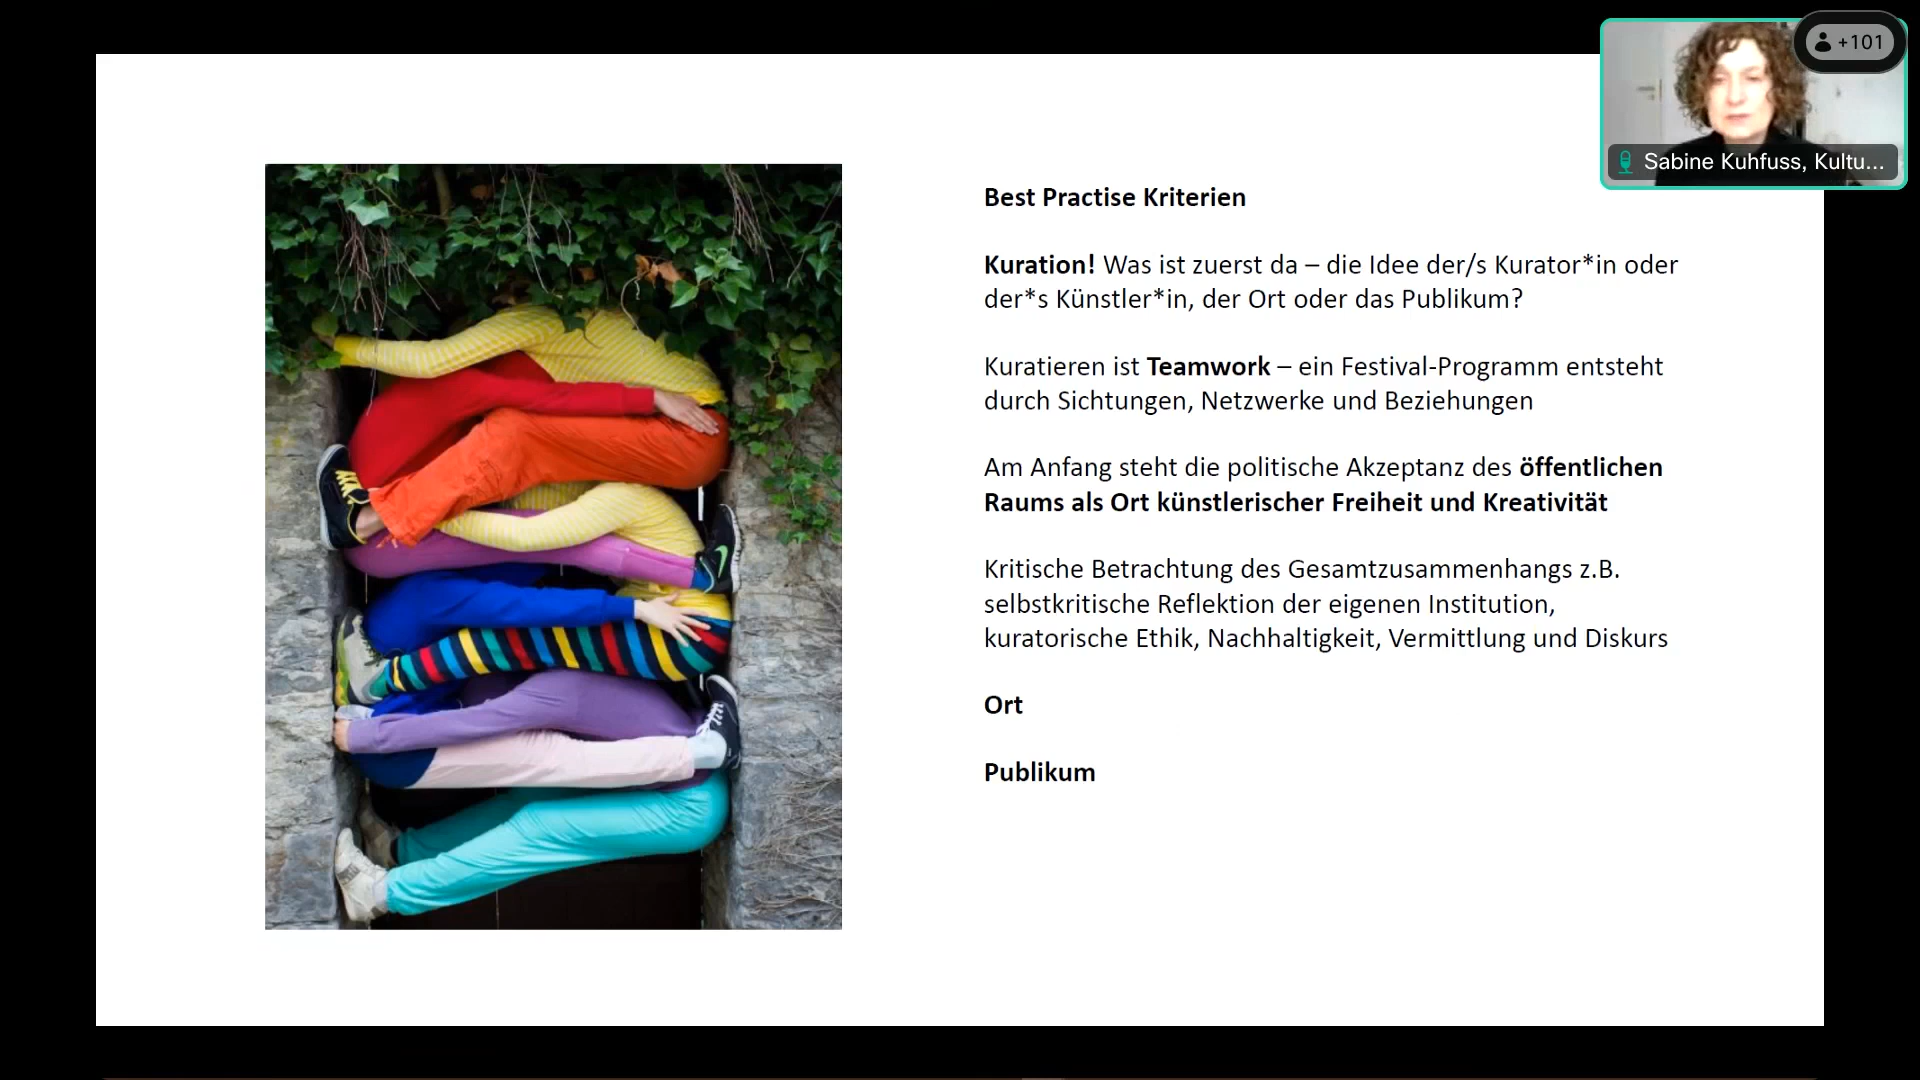 +101
Sabine Kuhfuss, Kultu...
Best Practise Kriterien
Kuration! Was ist zuerst da – die Idee der/s Kurator*in oder
der*s Künstler*in, der Ort oder das Publikum?
Kuratieren ist Teamwork – ein Festival-Programm entsteht
durch Sichtungen, Netzwerke und Beziehungen
Am Anfang steht die politische Akzeptanz des öffentlichen
Raums als Ort künstlerischer Freiheit und Kreativität
Kritische Betrachtung des Gesamtzusammenhangs z.B.
selbstkritische Reflektion der eigenen Institution,
kuratorische Ethik, Nachhaltigkeit, Vermittlung und Diskurs
Ort
Publikum